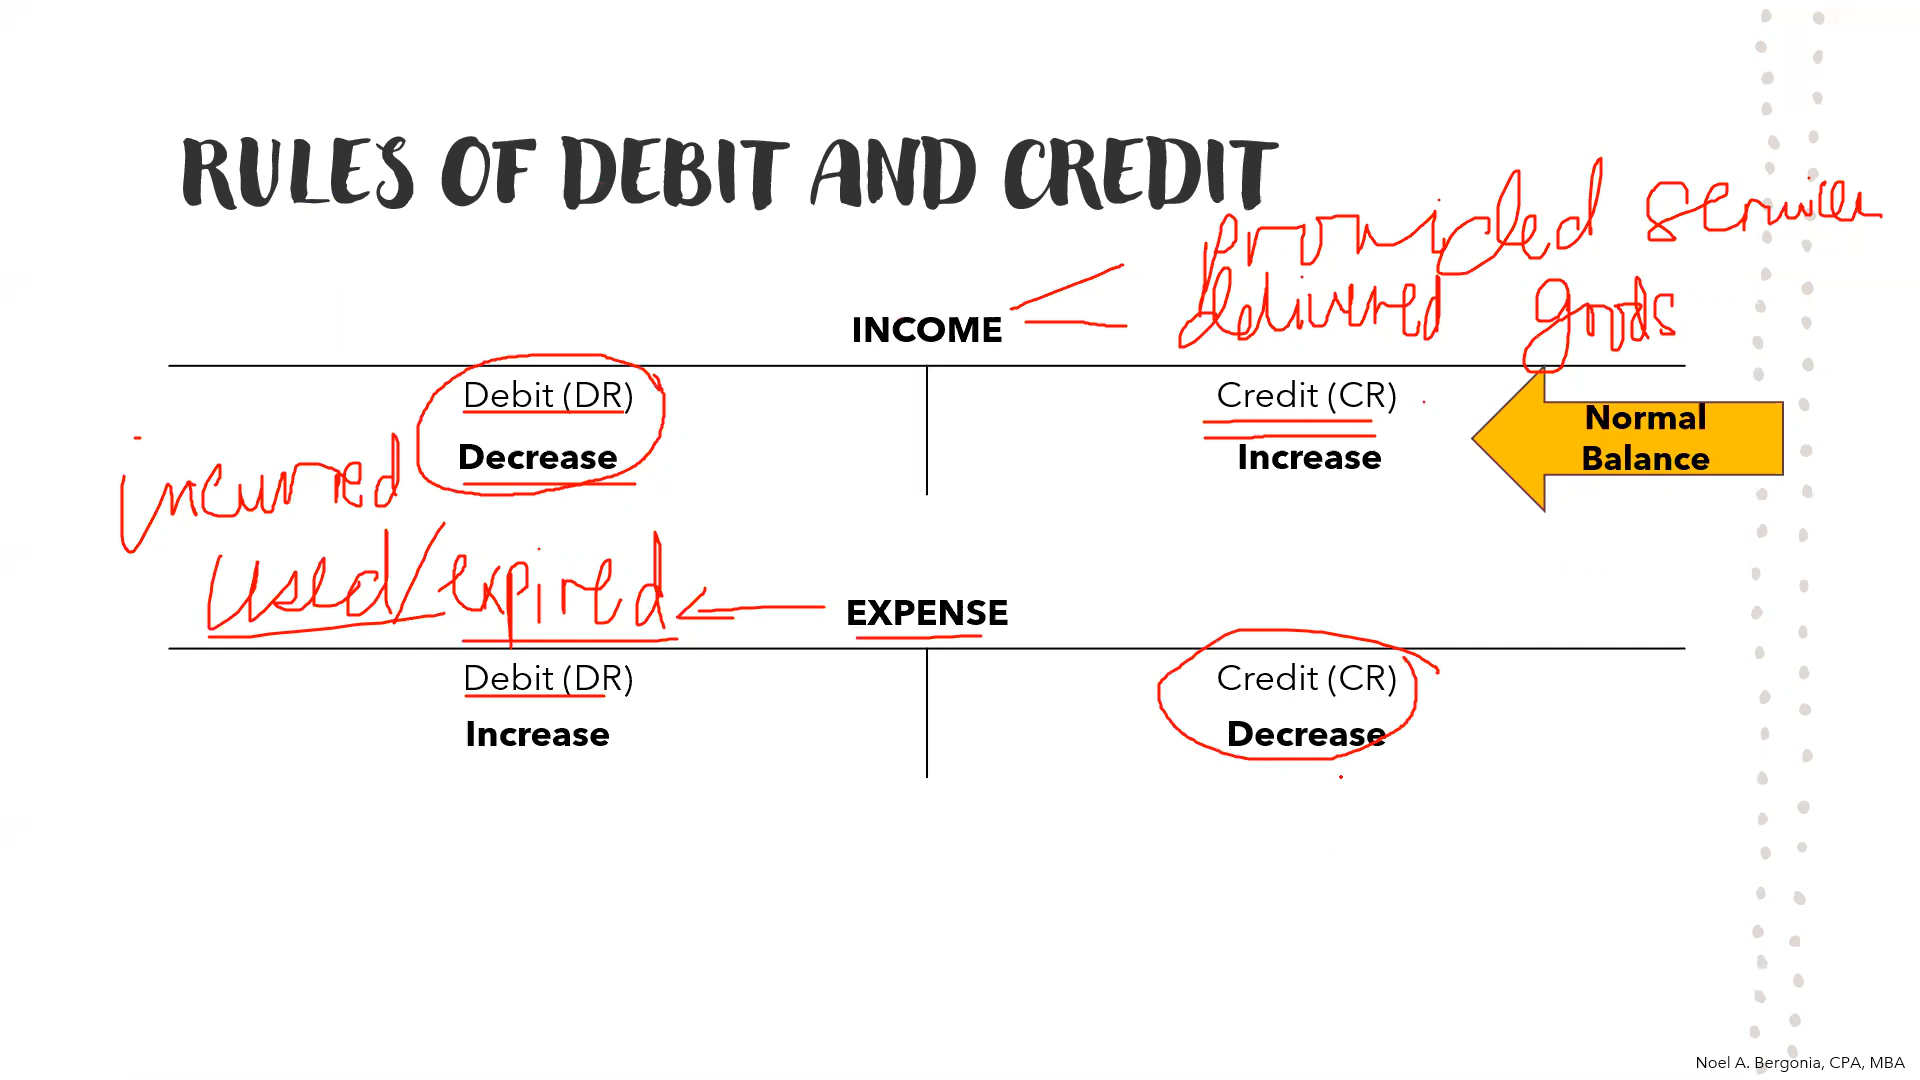 RULES OF DEBIT AND CREDIT
provided services
delivered goods
INCOME
Debit (DR)
Credit (CR)
Decrease
Increase
Normal
Balance
incurred
used/expired
EXPENSE
Debit (DR)
Credit (CR)
Increase
Decrease
Noel A. Bergonia, CPA, MBA